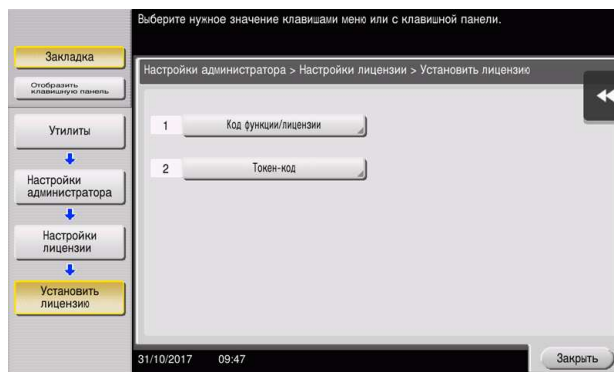 Выберите нужное значение клавишами меню или с клавишной панели.
Закладка
Отобразить
клавишную панель
Утилиты
Настройки
администратора
Настройки
лицензии
Установить
лицензию
Настройки администратора > Настройки лицензии > Установить лицензию
1 Код функции/лицензии
2 Токен-код
31/10/2017 09:47
Закрыть